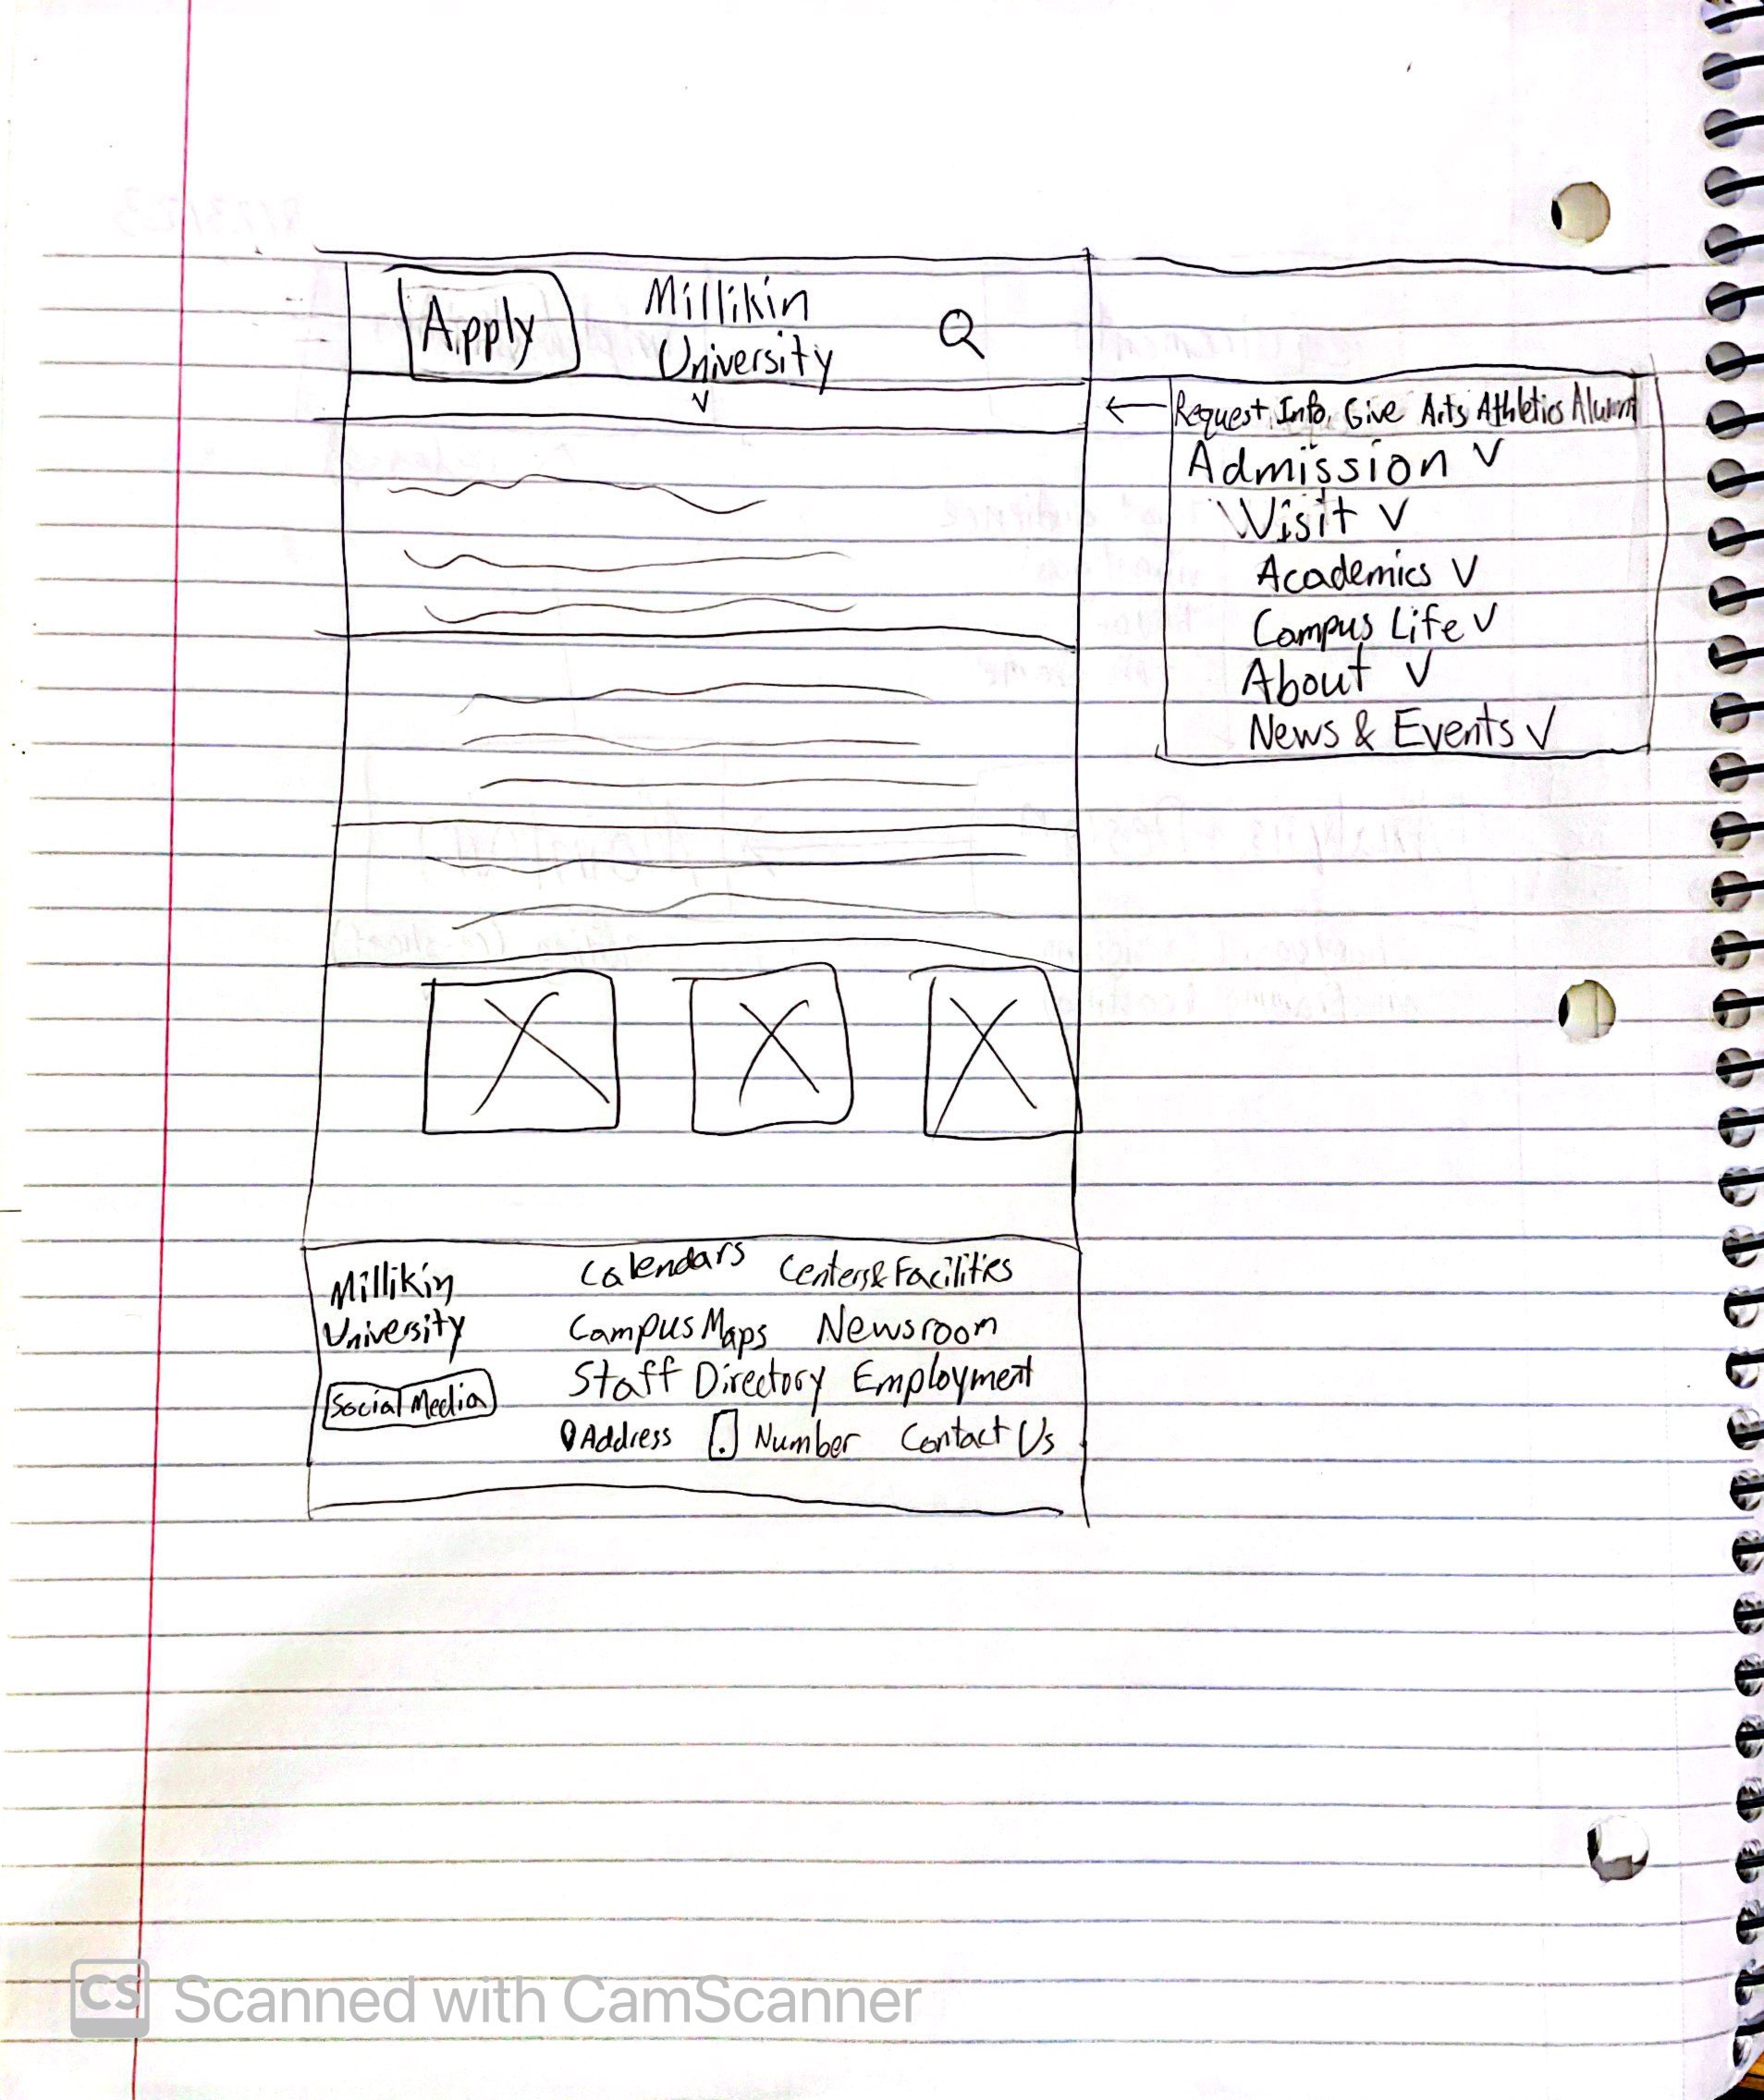 Apply
Millikin
University
v
Request Info. Give Arts Athletics Alumni
Admission v
Visit v
Academics v
Campus Life v
About v
News & Events v
Millikin
University
Social Media
Calendars Centers & Facilities
Campus Maps Newsroom
Staff Directory Employment
Address Number Contact Us
CS Scanned with CamScanner